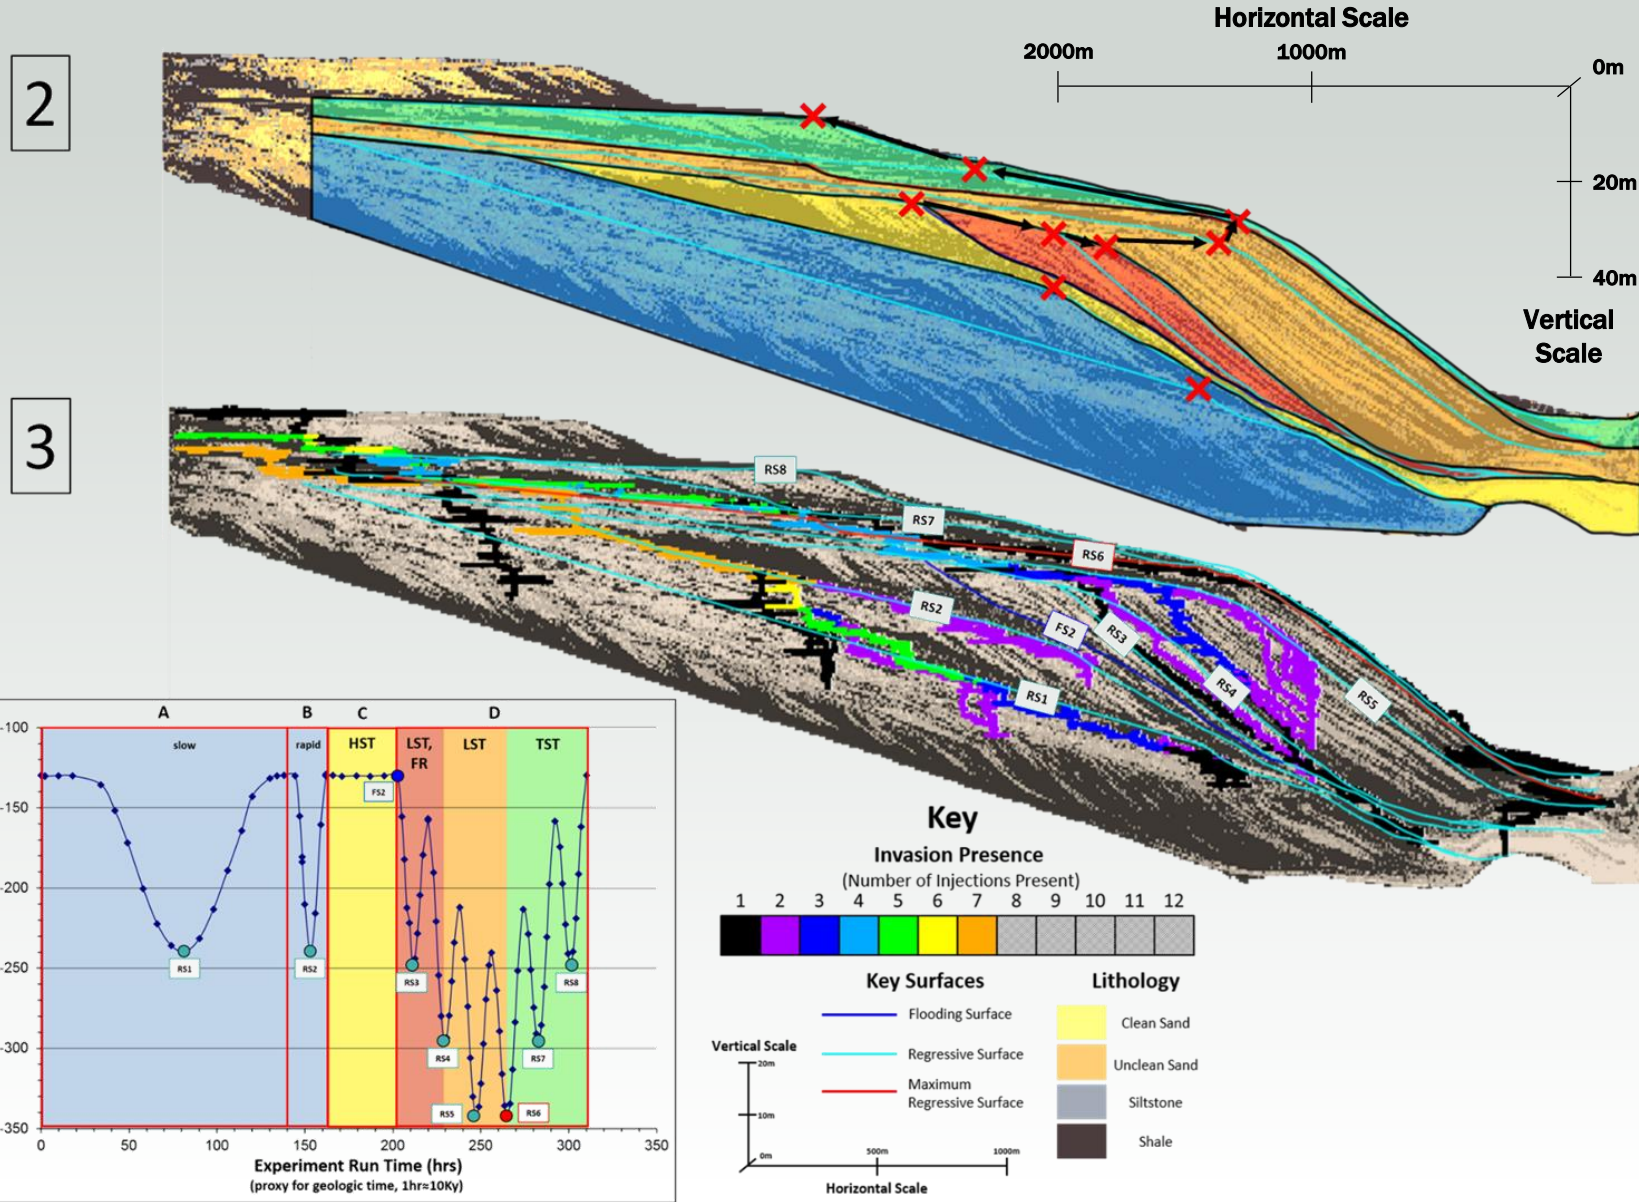 Horizontal Scale
2000m 1000m
0m
2
20m
40m
Vertical
Scale
3
RS8
RS7
RS6
RS2
FS2
RS3
RS4
RS5
RS1
A B C D
-100
slow rapid HST LST,
FR LST TST
FS2
-150
-200
-250
RS1 RS2 RS3 RS8
-300
RS4 RS7
RS5 RS6
-350
0 50 100 150 200 250 300 350
Experiment Run Time (hrs)
(proxy for geologic time, 1hr≈10Ky)
Key
Invasion Presence
(Number of Injections Present)
1 2 3 4 5 6 7 8 9 10 11 12
Key Surfaces
Flooding Surface
Regressive Surface
Maximum
Regressive Surface
Lithology
Clean Sand
Unclean Sand
Siltstone
Shale
Vertical Scale
20m
10m
0m
500m 1000m
Horizontal Scale